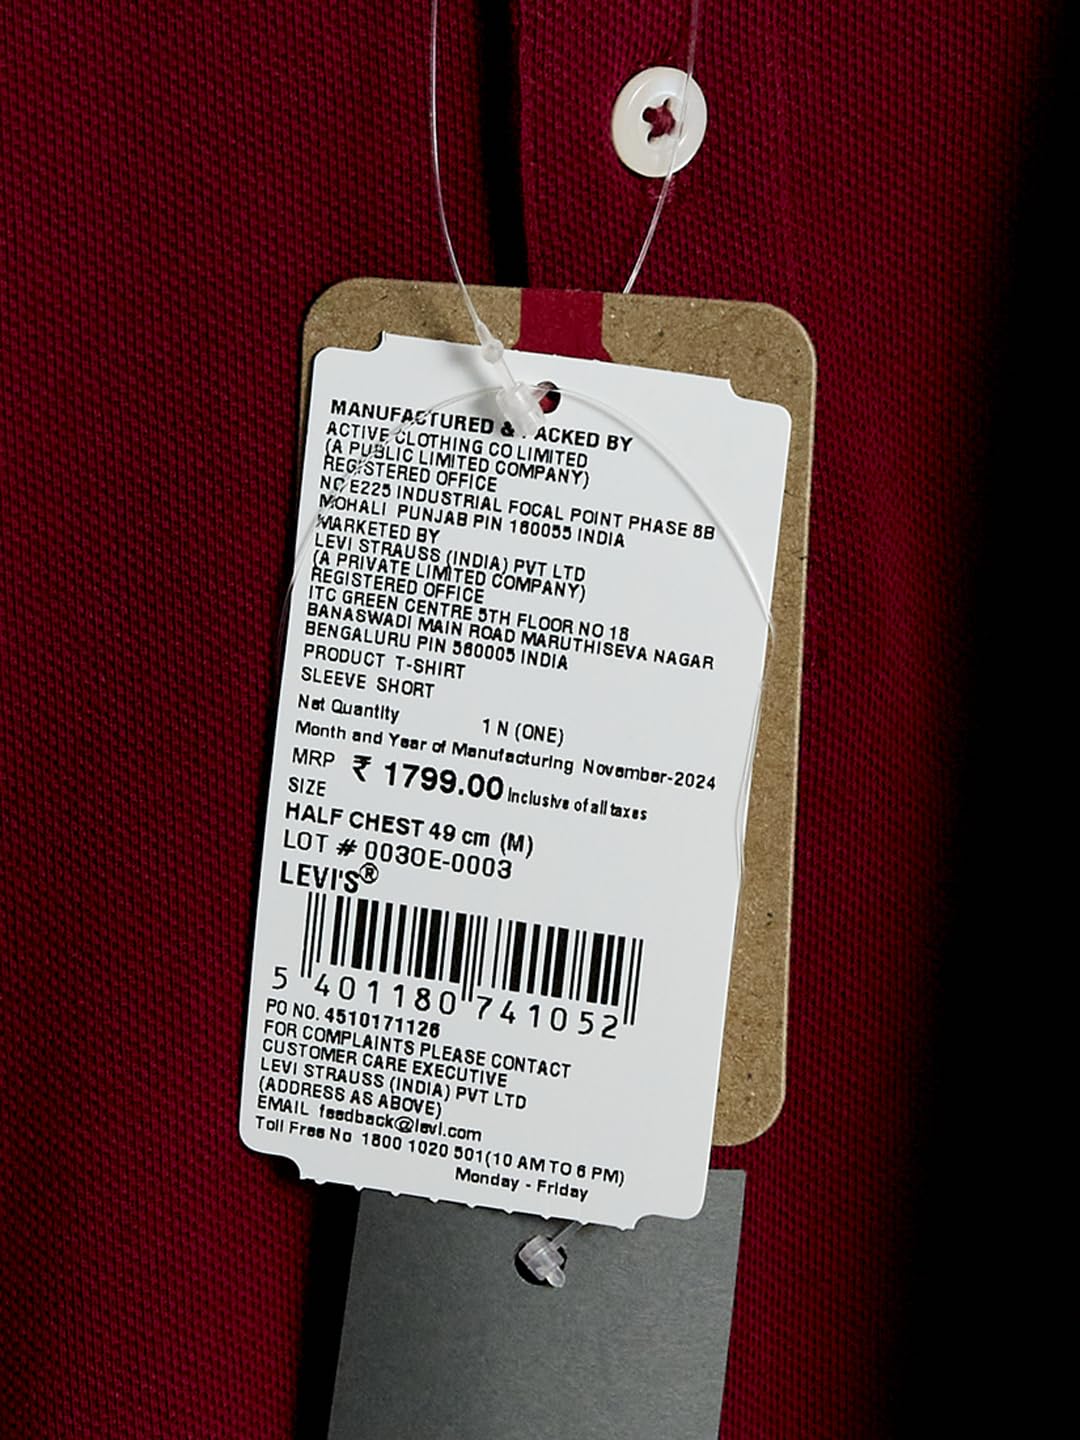 MANUFACTURED & PACKED BY
ACTIVE CLOTHING CO LIMITED
(A PUBLIC LIMITED COMPANY)
REGISTERED OFFICE
NO E225 INDUSTRIAL FOCAL POINT PHASE 8B
MOHALI PUNJAB PIN 160055 INDIA
MARKETED BY
LEVI STRAUSS (INDIA) PVT LTD
(A PRIVATE LIMITED COMPANY)
REGISTERED OFFICE
ITC GREEN CENTRE 5TH FLOOR NO 18
BANASWADI MAIN ROAD MARUTHISEVA NAGAR
BENGALURU PIN 560005 INDIA
PRODUCT T-SHIRT
SLEEVE SHORT
Net Quantity 1 N (ONE)
Month and Year of Manufacturing November-2024
MRP ₹ 1799.00 Inclusive of all taxes
SIZE
HALF CHEST 49 cm (M)
LOT # 0030E-0003
LEVI'S®
5 401180 741052
PO NO. 4510171126
FOR COMPLAINTS PLEASE CONTACT
CUSTOMER CARE EXECUTIVE
LEVI STRAUSS (INDIA) PVT LTD
(ADDRESS AS ABOVE)
EMAIL feedback@levi.com
Toll Free No 1800 1020 501(10 AM TO 6 PM)
Monday - Friday